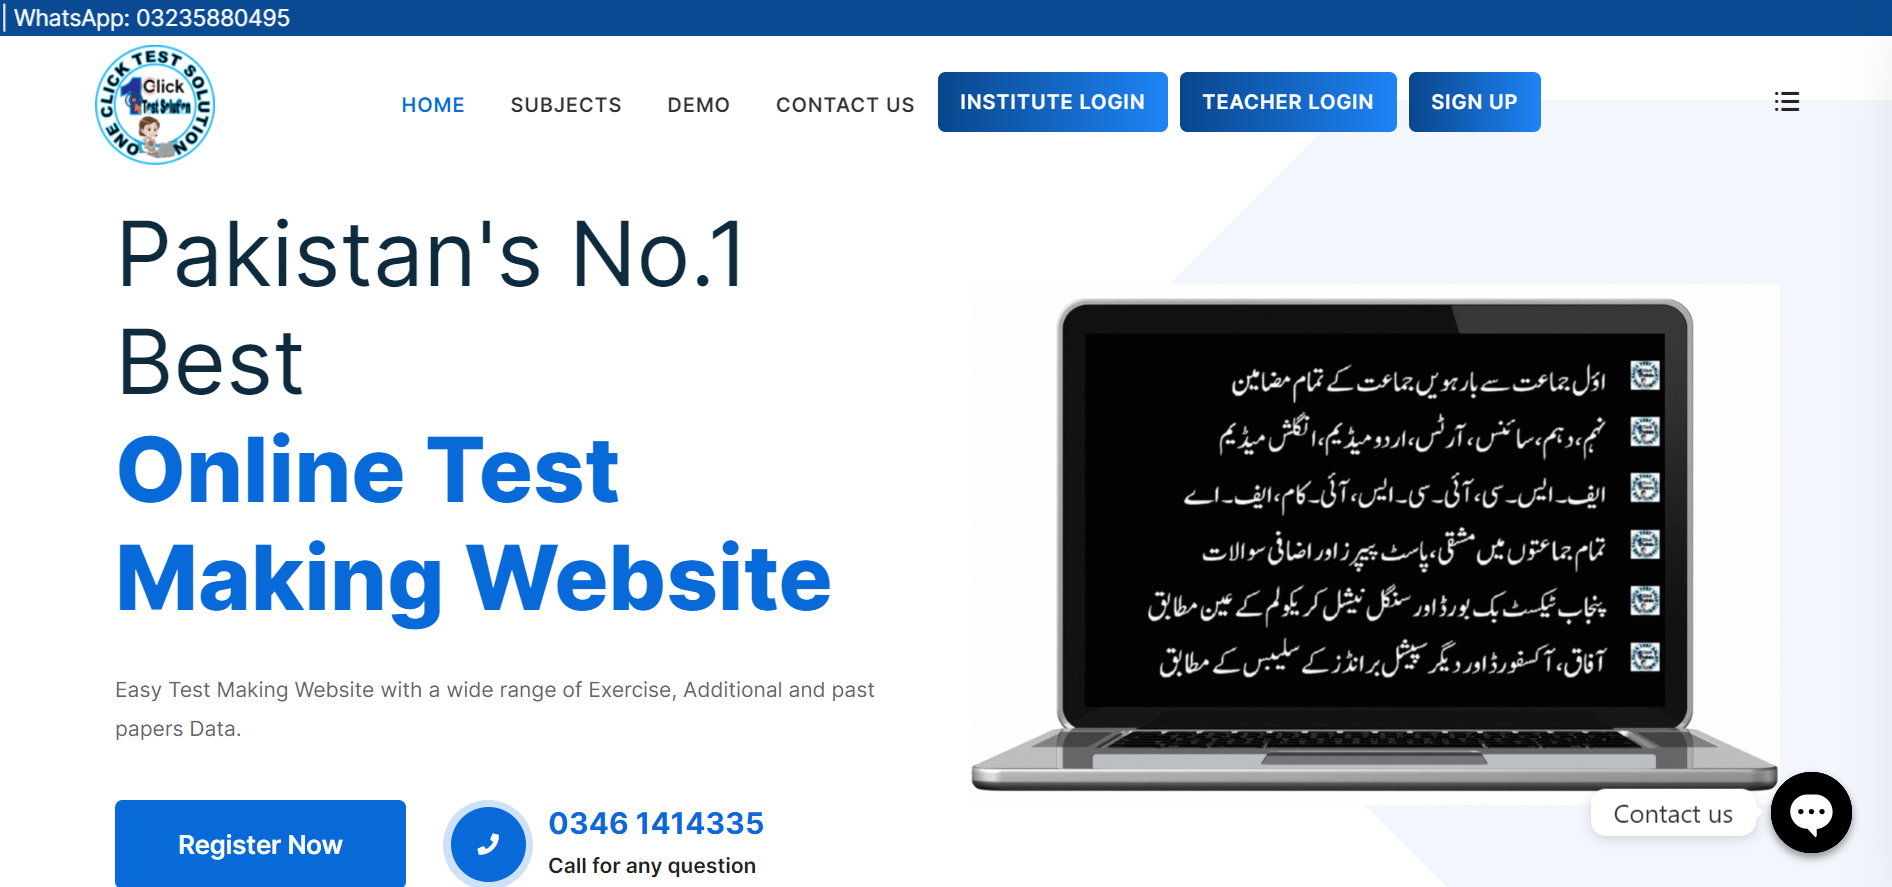 | WhatsApp: 03235880495
ONE CLICK TEST SOLUTION
1 Click
Test Solution
HOME SUBJECTS DEMO CONTACT US INSTITUTE LOGIN TEACHER LOGIN SIGN UP
Pakistan's No.1
Best
Online Test
Making Website
Easy Test Making Website with a wide range of Exercise, Additional and past
papers Data.
Register Now
0346 1414335
Call for any question
اوّل جماعت سے بارہویں جماعت کے تمام مضامین
نہم، دہم، سائنس، آرٹس، اردو میڈیم، انگلش میڈیم
ایف۔ایس۔سی، آئی۔سی۔ایس، آئی۔کام، ایف۔اے
تمام جماعتوں میں مشقی، پاسٹ پیپرز اور اضافی سوالات
پنجاب ٹیکسٹ بک بورڈ اور سنگل نیشنل کریکولم کے عین مطابق
آفاق، آکسفورڈ اور دیگر سپیشل برانڈز کے سلیبس کے مطابق
Contact us